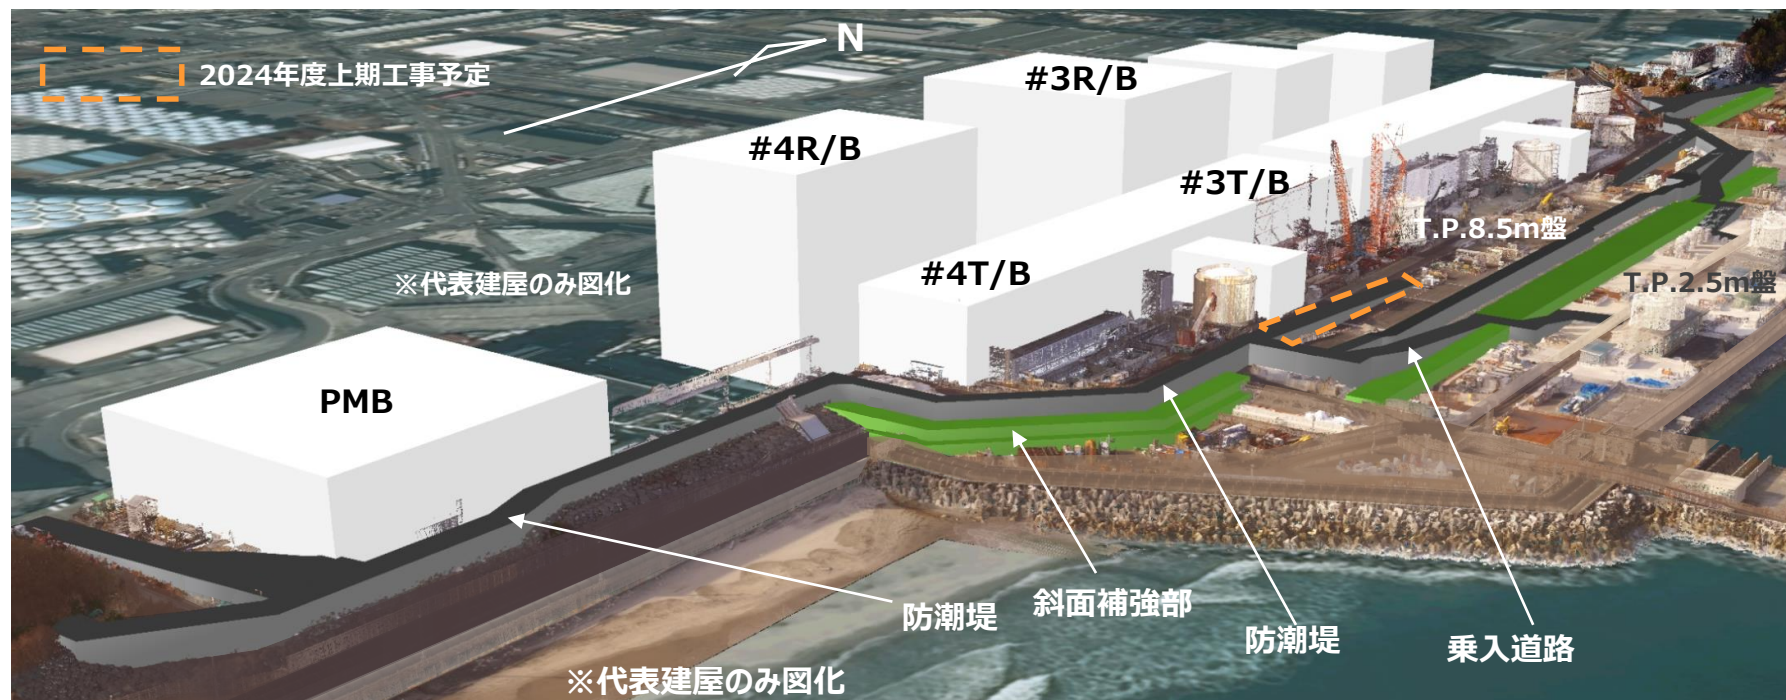 N
2024年度上期工事予定
#3R/B
#4R/B
#3T/B
T.P.8.5m盤
※代表建屋のみ図化
#4T/B
T.P.2.5m盤
PMB
防潮堤
斜面補強部
防潮堤
乗入道路
※代表建屋のみ図化